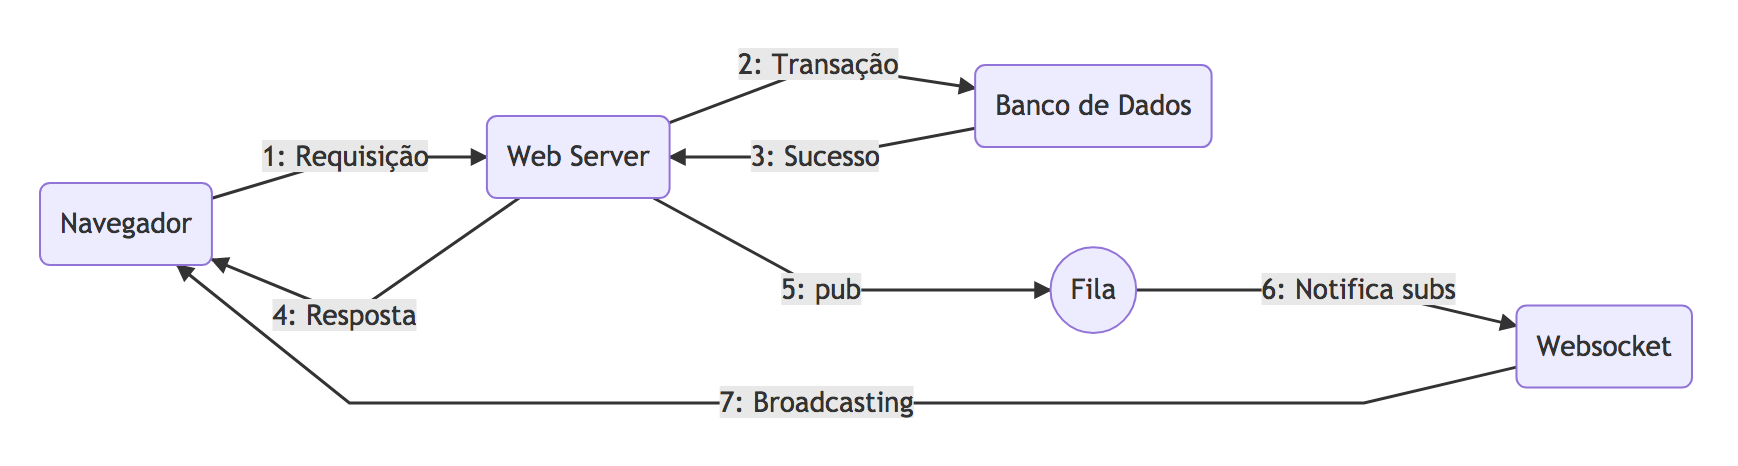 2: Transação
Banco de Dados
1: Requisição
Web Server
3: Sucesso
Navegador
4: Resposta
5: pub
Fila
6: Notifica subs
Websocket
7: Broadcasting